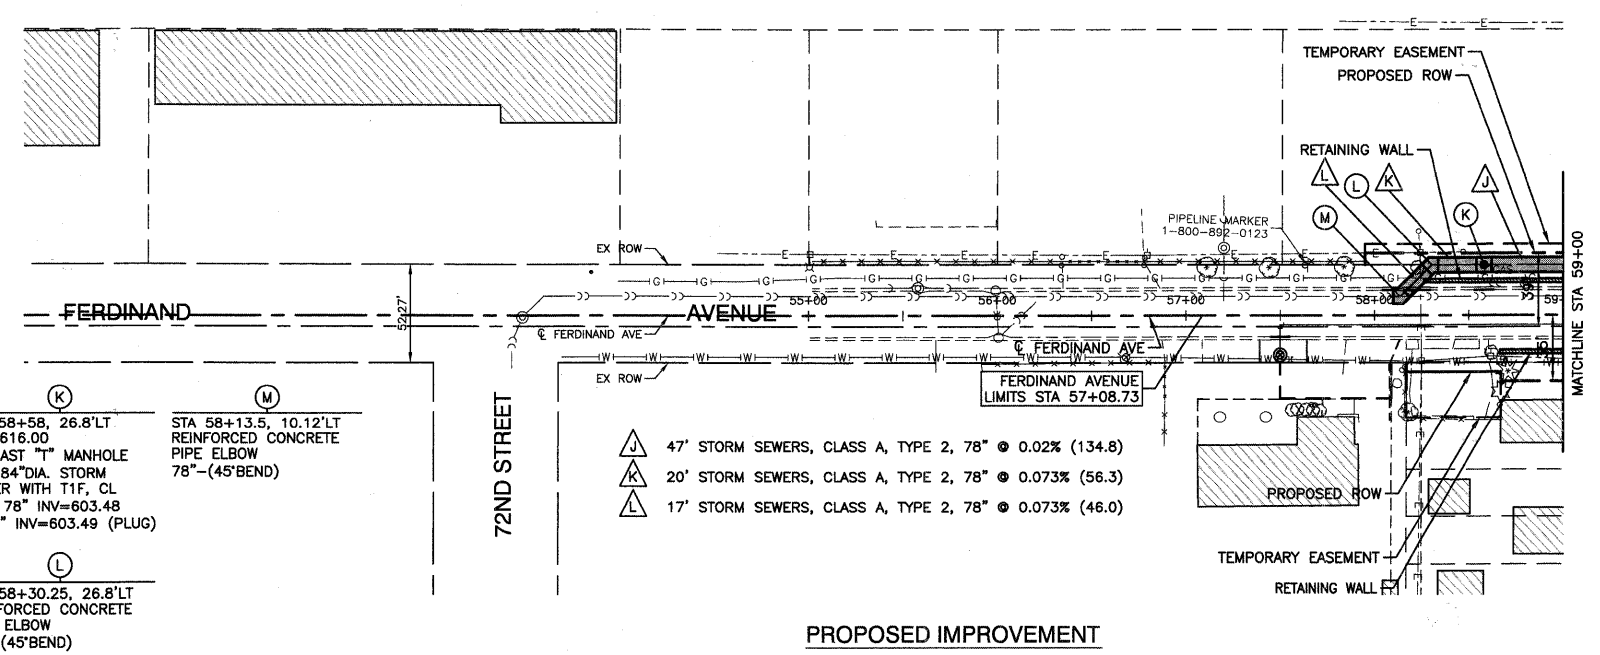 TEMPORARY EASEMENT
PROPOSED ROW
RETAINING WALL
L
L
K
J
M
K
PIPELINE MARKER
1-800-892-0123
EX ROW
MATCHLINE STA 59+00
55+00
56+00
57+00
58+00
59+
FERDINAND AVENUE
52.27'
℄ FERDINAND AVE
℄ FERDINAND AVE
EX ROW
FERDINAND AVENUE
LIMITS STA 57+08.73
72ND STREET
K
58+58, 26.8'LT
616.00
AST "T" MANHOLE
84"DIA. STORM
ER WITH T1F, CL
78" INV=603.48
" INV=603.49 (PLUG)
M
STA 58+13.5, 10.12'LT
REINFORCED CONCRETE
PIPE ELBOW
78"-(45°BEND)
L
58+30.25, 26.8'LT
FORCED CONCRETE
ELBOW
(45°BEND)
J 47' STORM SEWERS, CLASS A, TYPE 2, 78" @ 0.02% (134.8)
K 20' STORM SEWERS, CLASS A, TYPE 2, 78" @ 0.073% (56.3)
L 17' STORM SEWERS, CLASS A, TYPE 2, 78" @ 0.073% (46.0)
PROPOSED ROW
TEMPORARY EASEMENT
RETAINING WALL
PROPOSED IMPROVEMENT